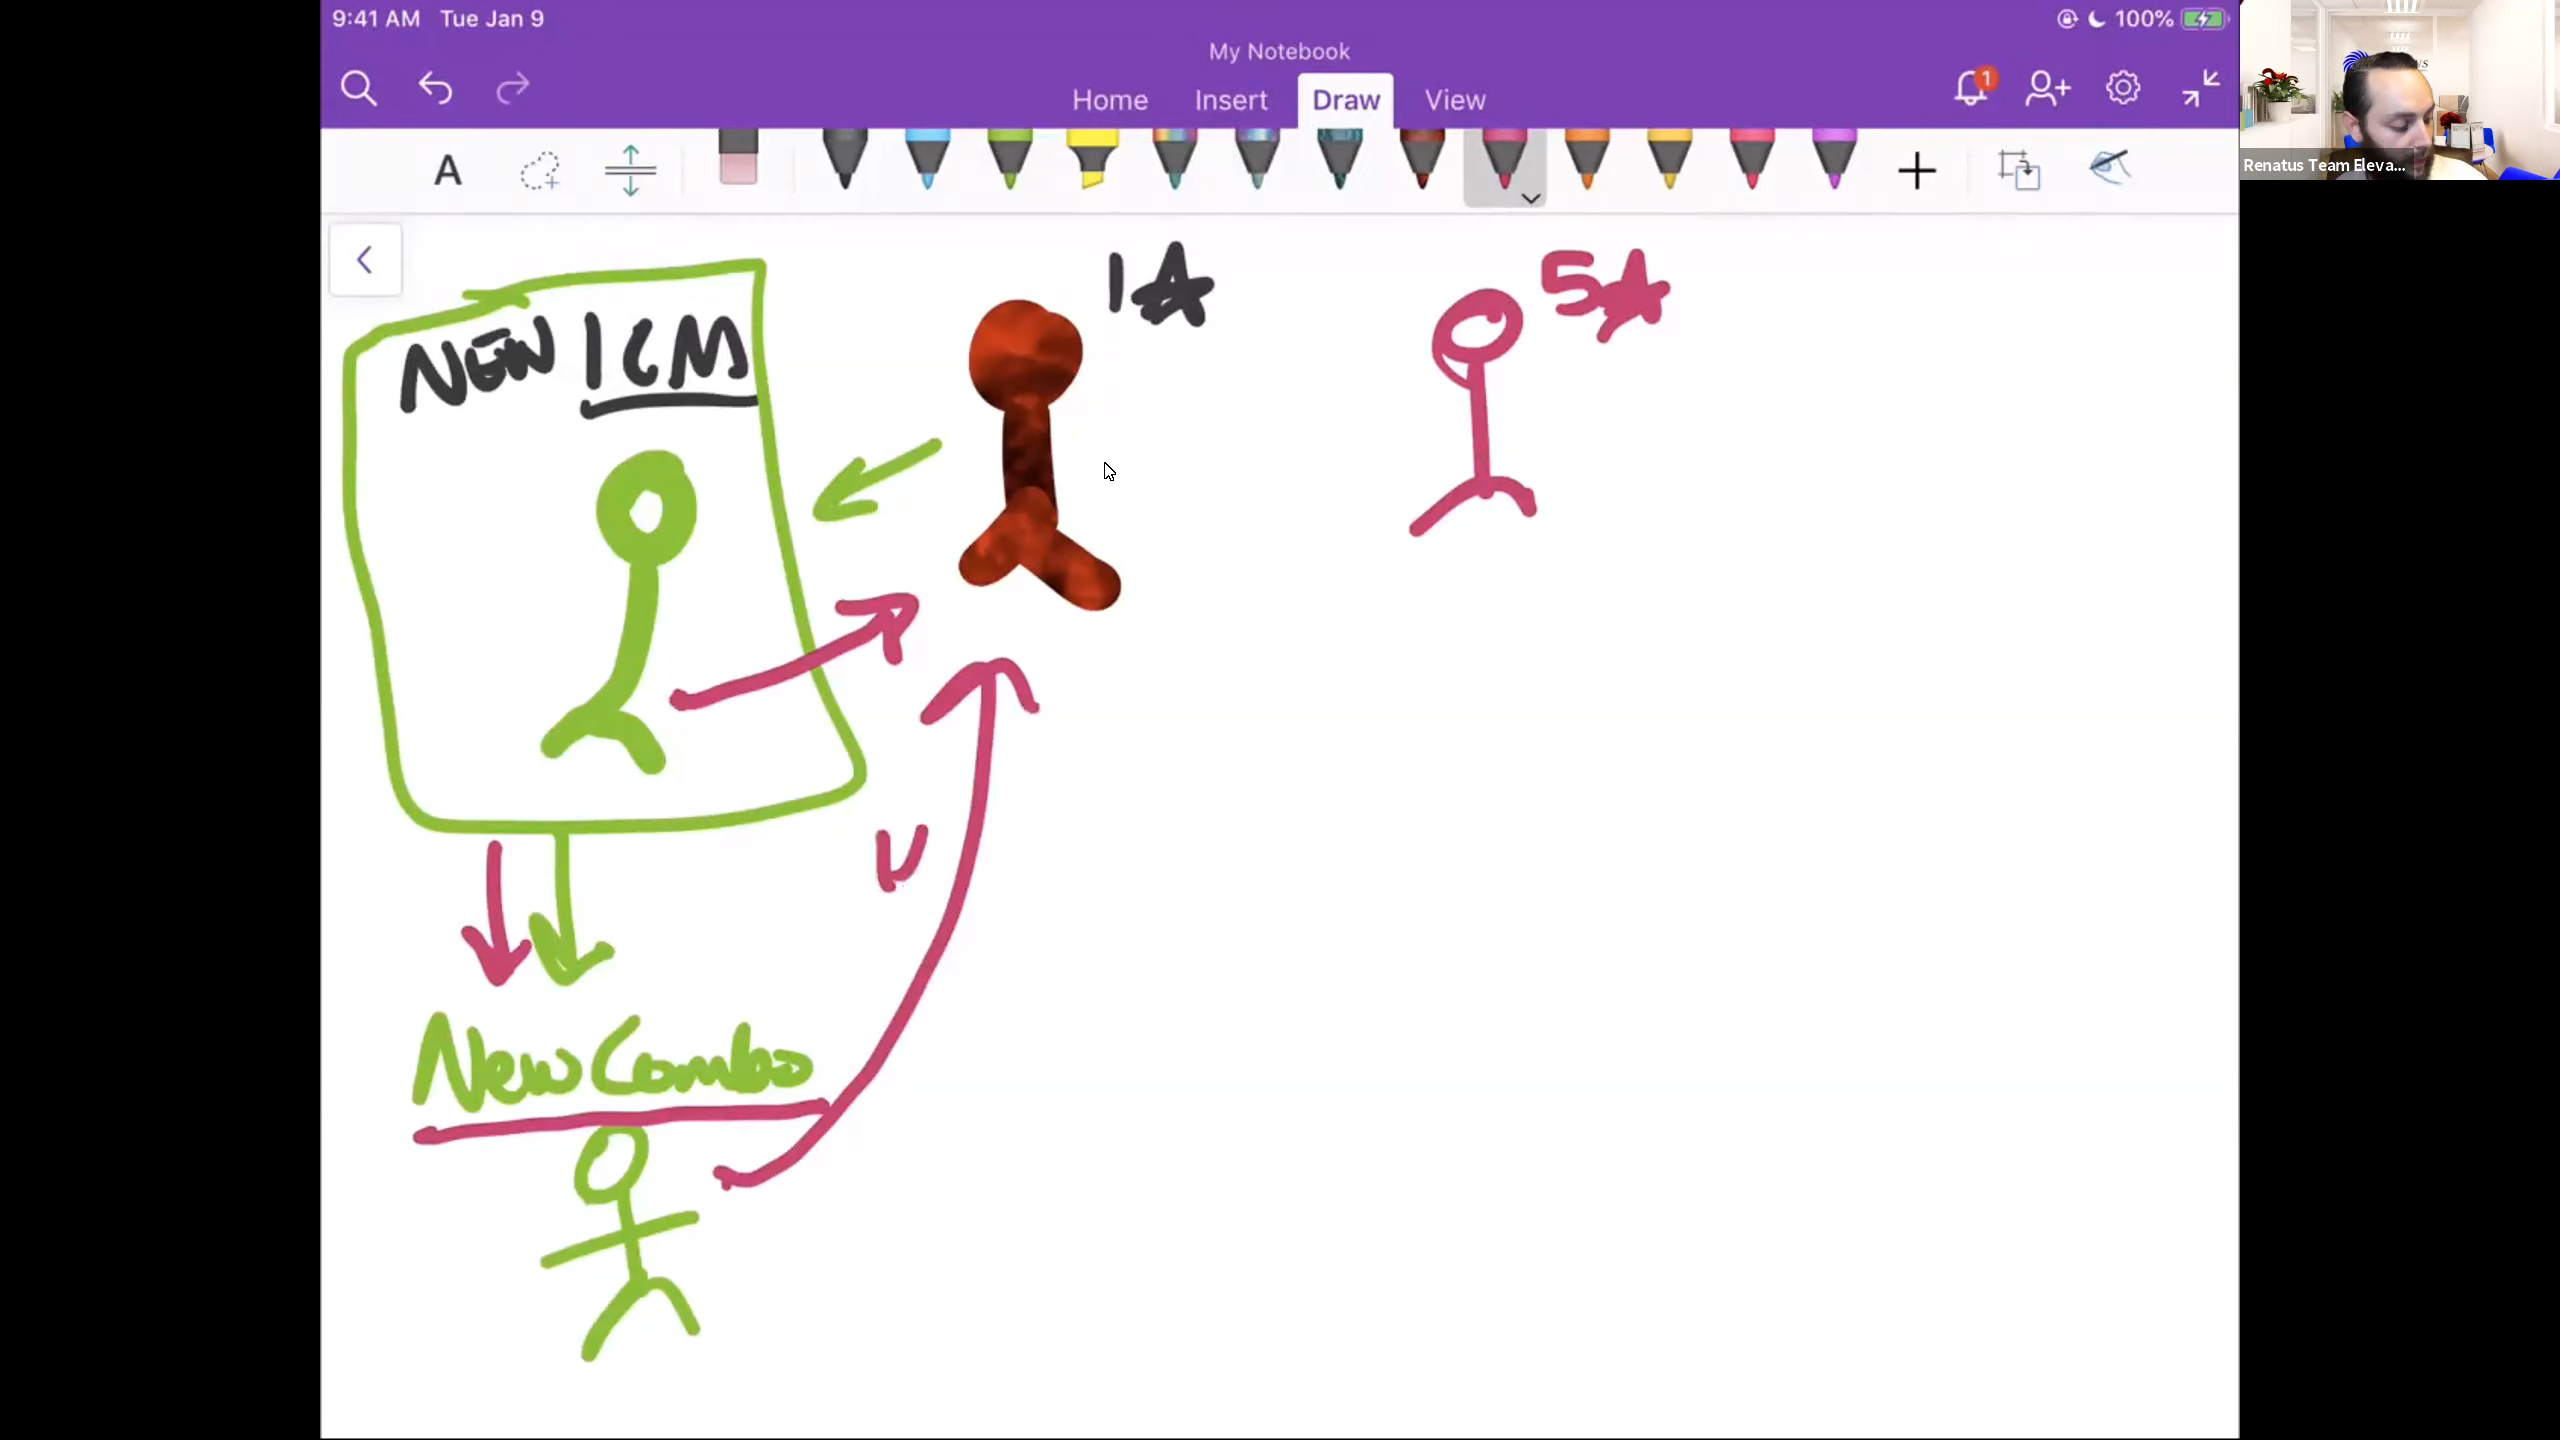 9:41 AM Tue Jan 9
100%
My Notebook
Home Insert Draw View
1
A
Renatus Team Eleva...
1☆
5☆
NEW ICM
New Combo